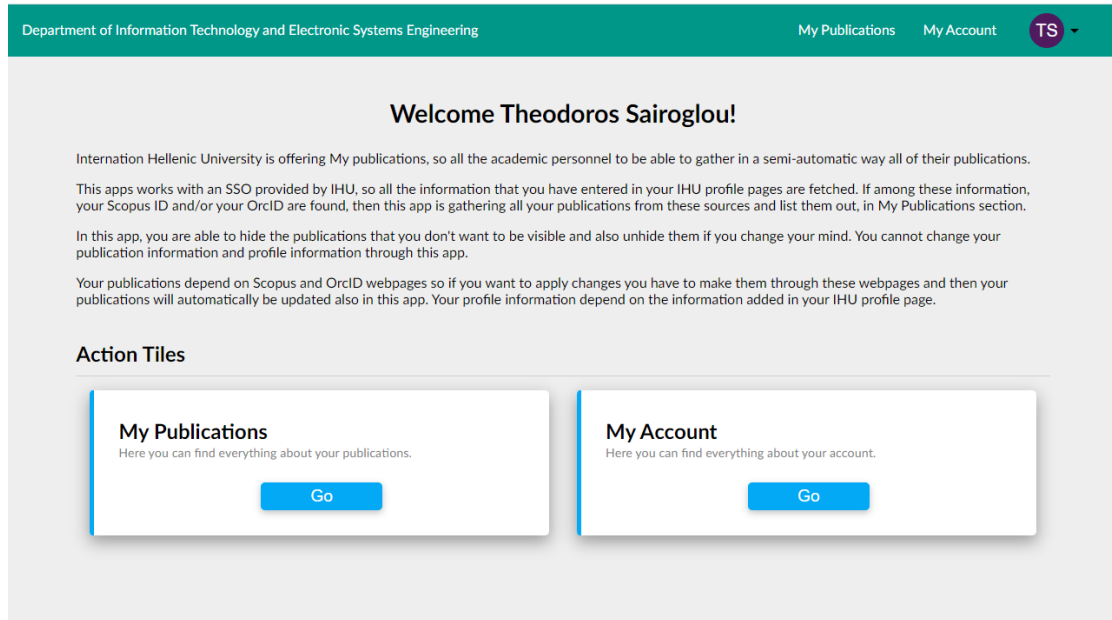 Department of Information Technology and Electronic Systems Engineering
My Publications
My Account
TS
Welcome Theodoros Sairoglou!
Internation Hellenic University is offering My publications, so all the academic personnel to be able to gather in a semi-automatic way all of their publications.
This apps works with an SSO provided by IHU, so all the information that you have entered in your IHU profile pages are fetched. If among these information,
your Scopus ID and/or your OrcID are found, then this app is gathering all your publications from these sources and list them out, in My Publications section.
In this app, you are able to hide the publications that you don't want to be visible and also unhide them if you change your mind. You cannot change your
publication information and profile information through this app.
Your publications depend on Scopus and OrcID webpages so if you want to apply changes you have to make them through these webpages and then your
publications will automatically be updated also in this app. Your profile information depend on the information added in your IHU profile page.
Action Tiles
My Publications
Here you can find everything about your publications.
Go
My Account
Here you can find everything about your account.
Go